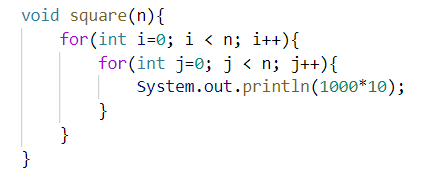 void square(n){
    for(int i=0; i < n; i++){
        for(int j=0; j < n; j++){
            System.out.println(1000*10);
        }
    }
}